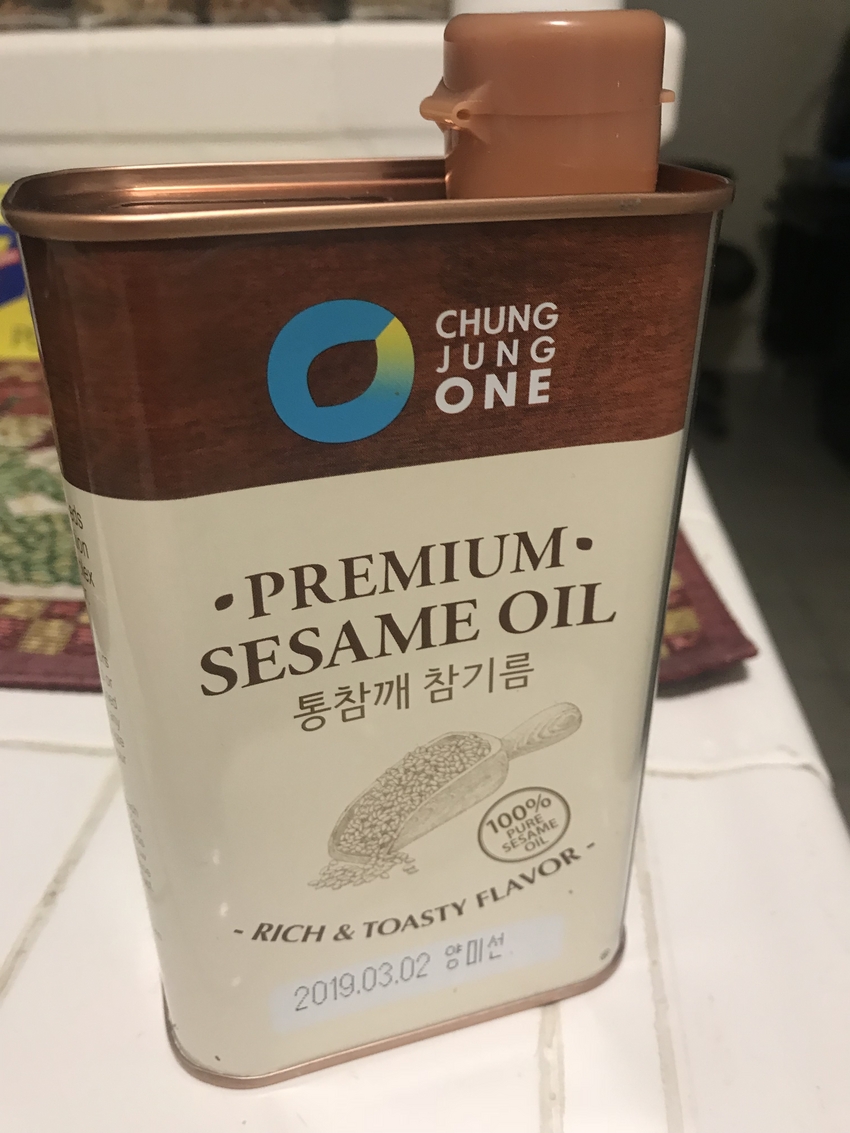 CHUNG
JUNG
ONE
•PREMIUM•
SESAME OIL
통참깨 참기름
100%
PURE
SESAME
OIL
- RICH & TOASTY FLAVOR -
2019.03.02 양미선